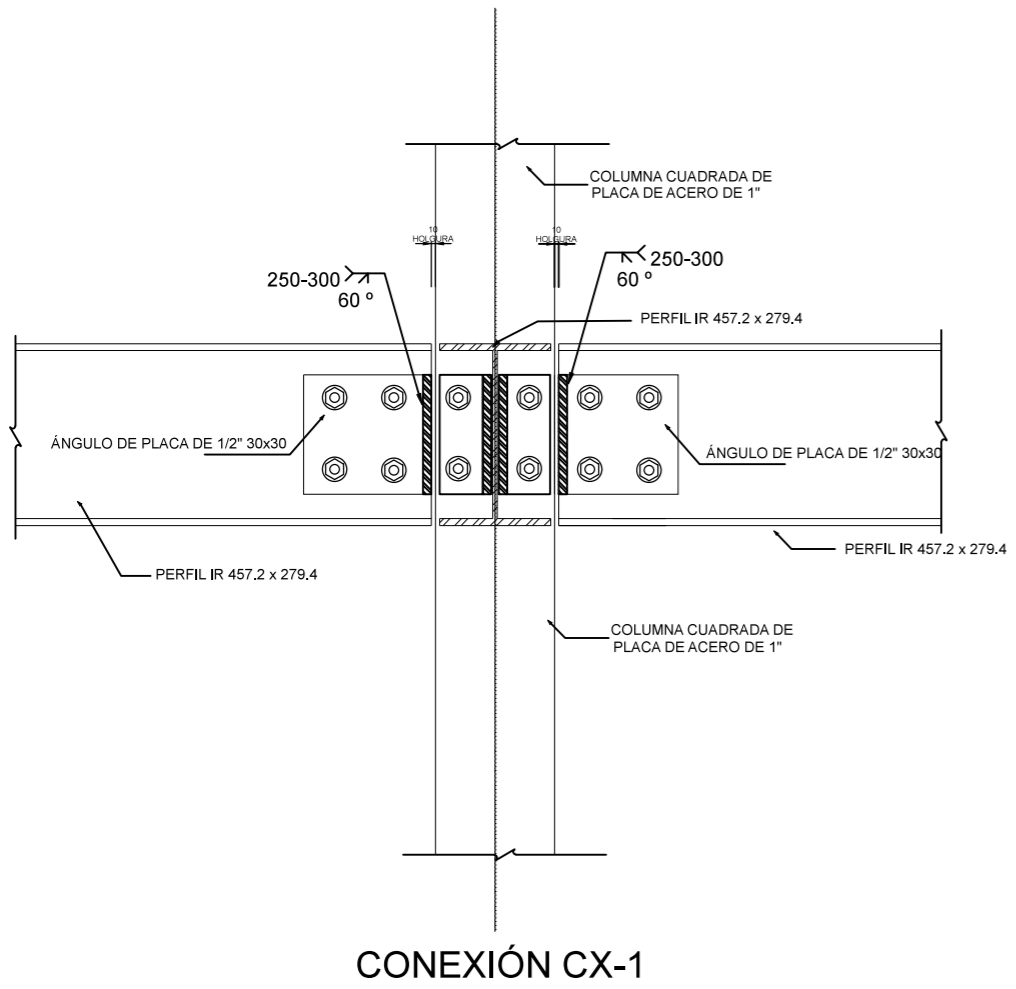 COLUMNA CUADRADA DE
PLACA DE ACERO DE 1"
10
HOLGURA
10
HOLGURA
250-300
60 º
250-300
60 º
PERFIL IR 457.2 x 279.4
ÁNGULO DE PLACA DE 1/2" 30x30
ÁNGULO DE PLACA DE 1/2" 30x30
PERFIL IR 457.2 x 279.4
PERFIL IR 457.2 x 279.4
COLUMNA CUADRADA DE
PLACA DE ACERO DE 1"
CONEXIÓN CX-1